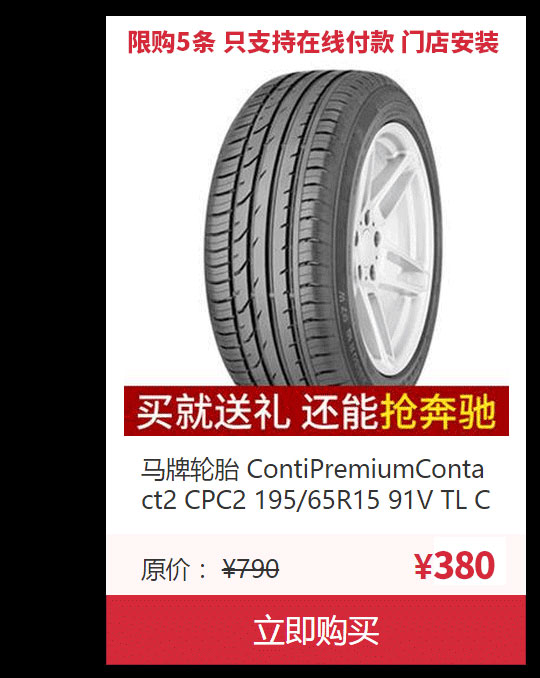 限购5条 只支持在线付款 门店安装
买就送礼 还能抢奔驰
马牌轮胎 ContiPremiumConta
ct2 CPC2 195/65R15 91V TL C
原价： ¥790
¥380
立即购买